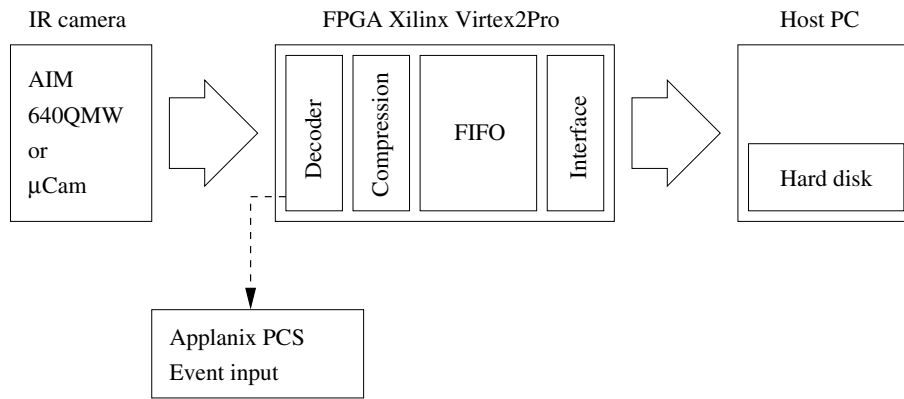 IR camera
FPGA Xilinx Virtex2Pro
Host PC
AIM
640QMW
or
μCam
Decoder
Compression
FIFO
Interface
Hard disk
Applanix PCS
Event input